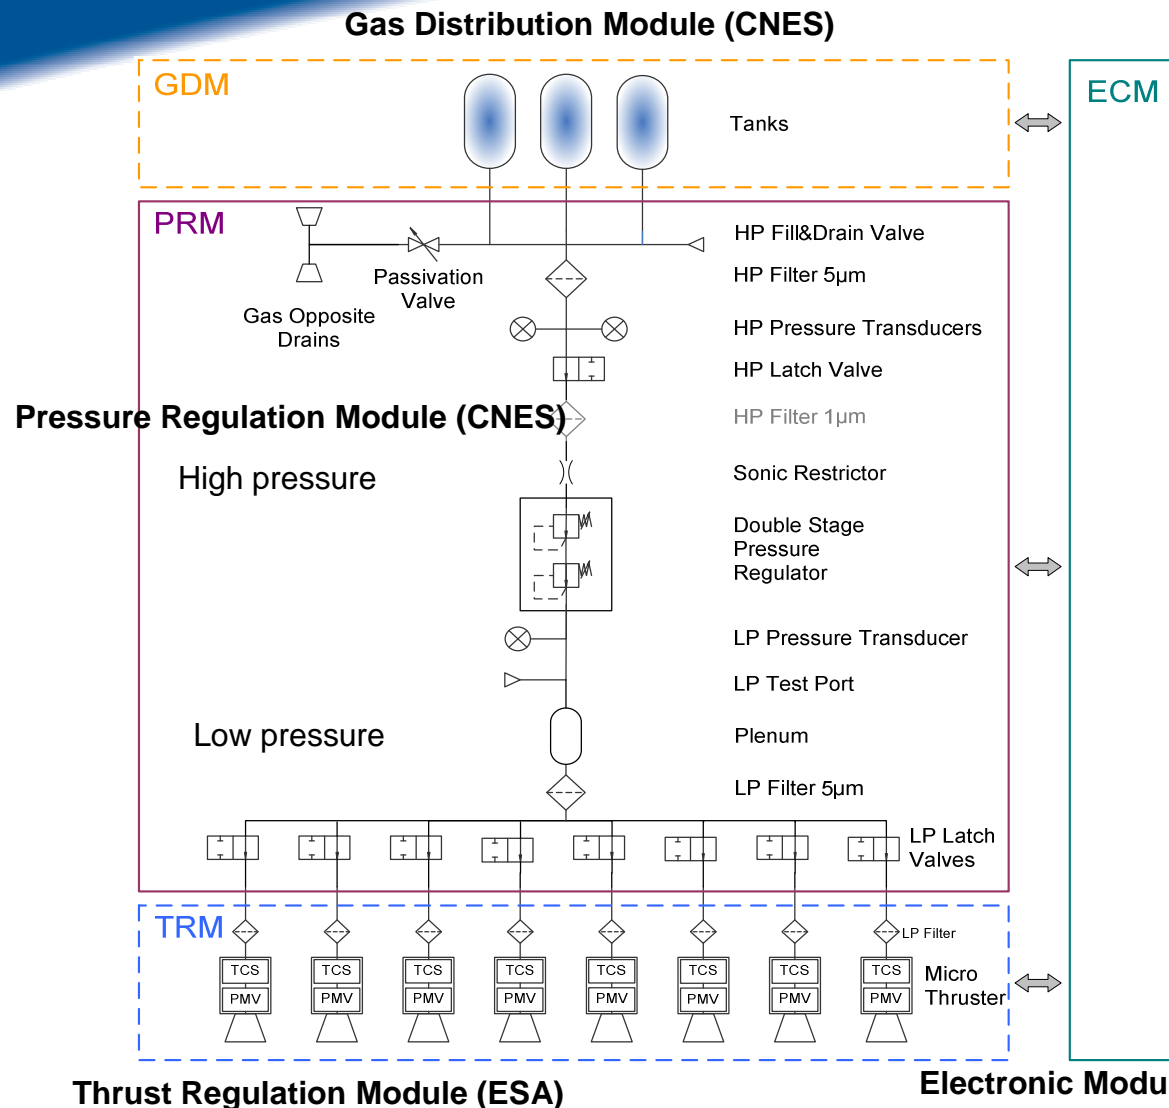 Gas Distribution Module (CNES)
GDM
ECM
Tanks
PRM
HP Fill&Drain Valve
Passivation
Valve
HP Filter 5µm
Gas Opposite
Drains
HP Pressure Transducers
HP Latch Valve
Pressure Regulation Module (CNES)
HP Filter 1µm
High pressure
Sonic Restrictor
Double Stage
Pressure
Regulator
LP Pressure Transducer
LP Test Port
Low pressure
Plenum
LP Filter 5µm
LP Latch
Valves
TRM
LP Filter
TCS TCS TCS TCS TCS TCS TCS TCS
PMV PMV PMV PMV PMV PMV PMV PMV
Micro
Thruster
Thrust Regulation Module (ESA)
Electronic Modu